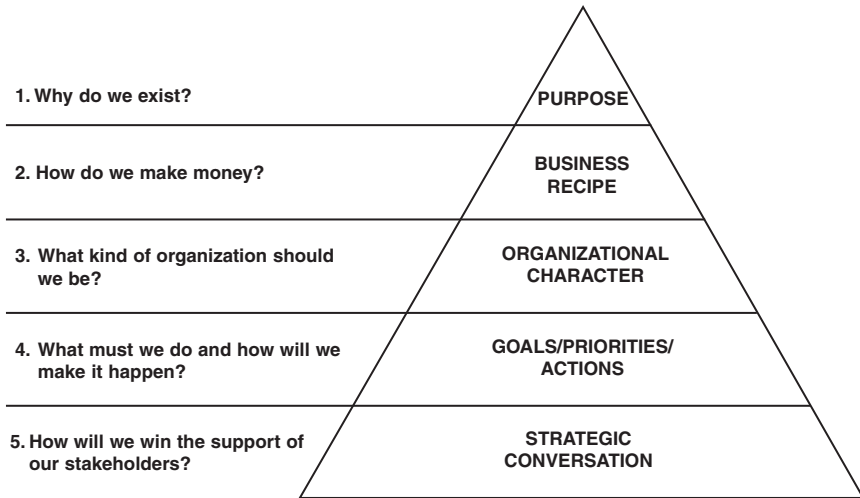 1. Why do we exist?
PURPOSE
2. How do we make money?
BUSINESS
RECIPE
3. What kind of organization should
we be?
ORGANIZATIONAL
CHARACTER
4. What must we do and how will we
make it happen?
GOALS/PRIORITIES/
ACTIONS
5. How will we win the support of
our stakeholders?
STRATEGIC
CONVERSATION